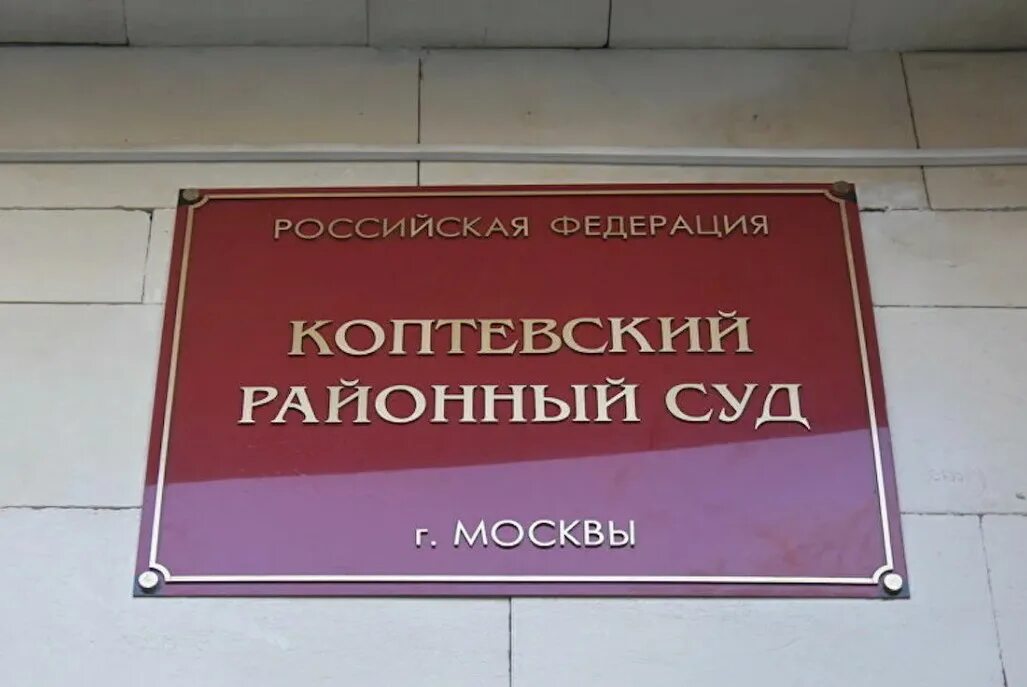 РОССИЙСКАЯ ФЕДЕРАЦИЯ
КОПТЕВСКИЙ
РАЙОННЫЙ СУД
г. МОСКВЫ